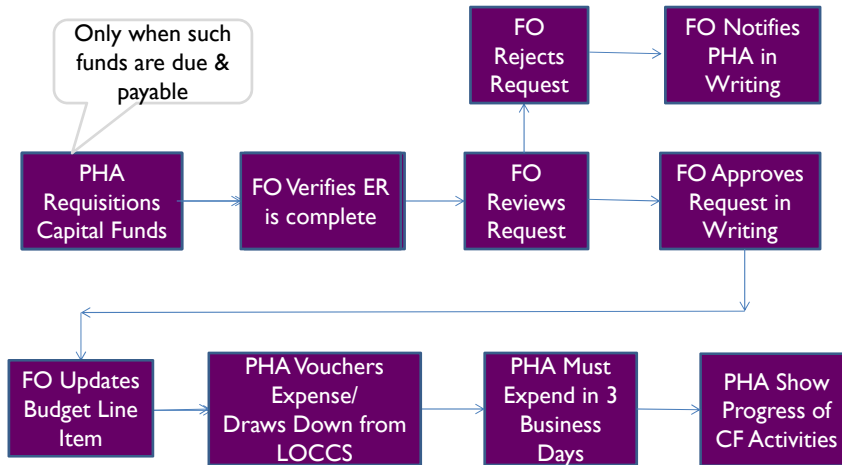 Only when such
funds are due &
payable
FO
Rejects
Request
FO Notifies
PHA in
Writing
PHA
Requisitions
Capital Funds
FO Verifies ER
is complete
FO
Reviews
Request
FO Approves
Request in
Writing
FO Updates
Budget Line
Item
PHA Vouchers
Expense/
Draws Down from
LOCCS
PHA Must
Expend in 3
Business
Days
PHA Show
Progress of
CF Activities